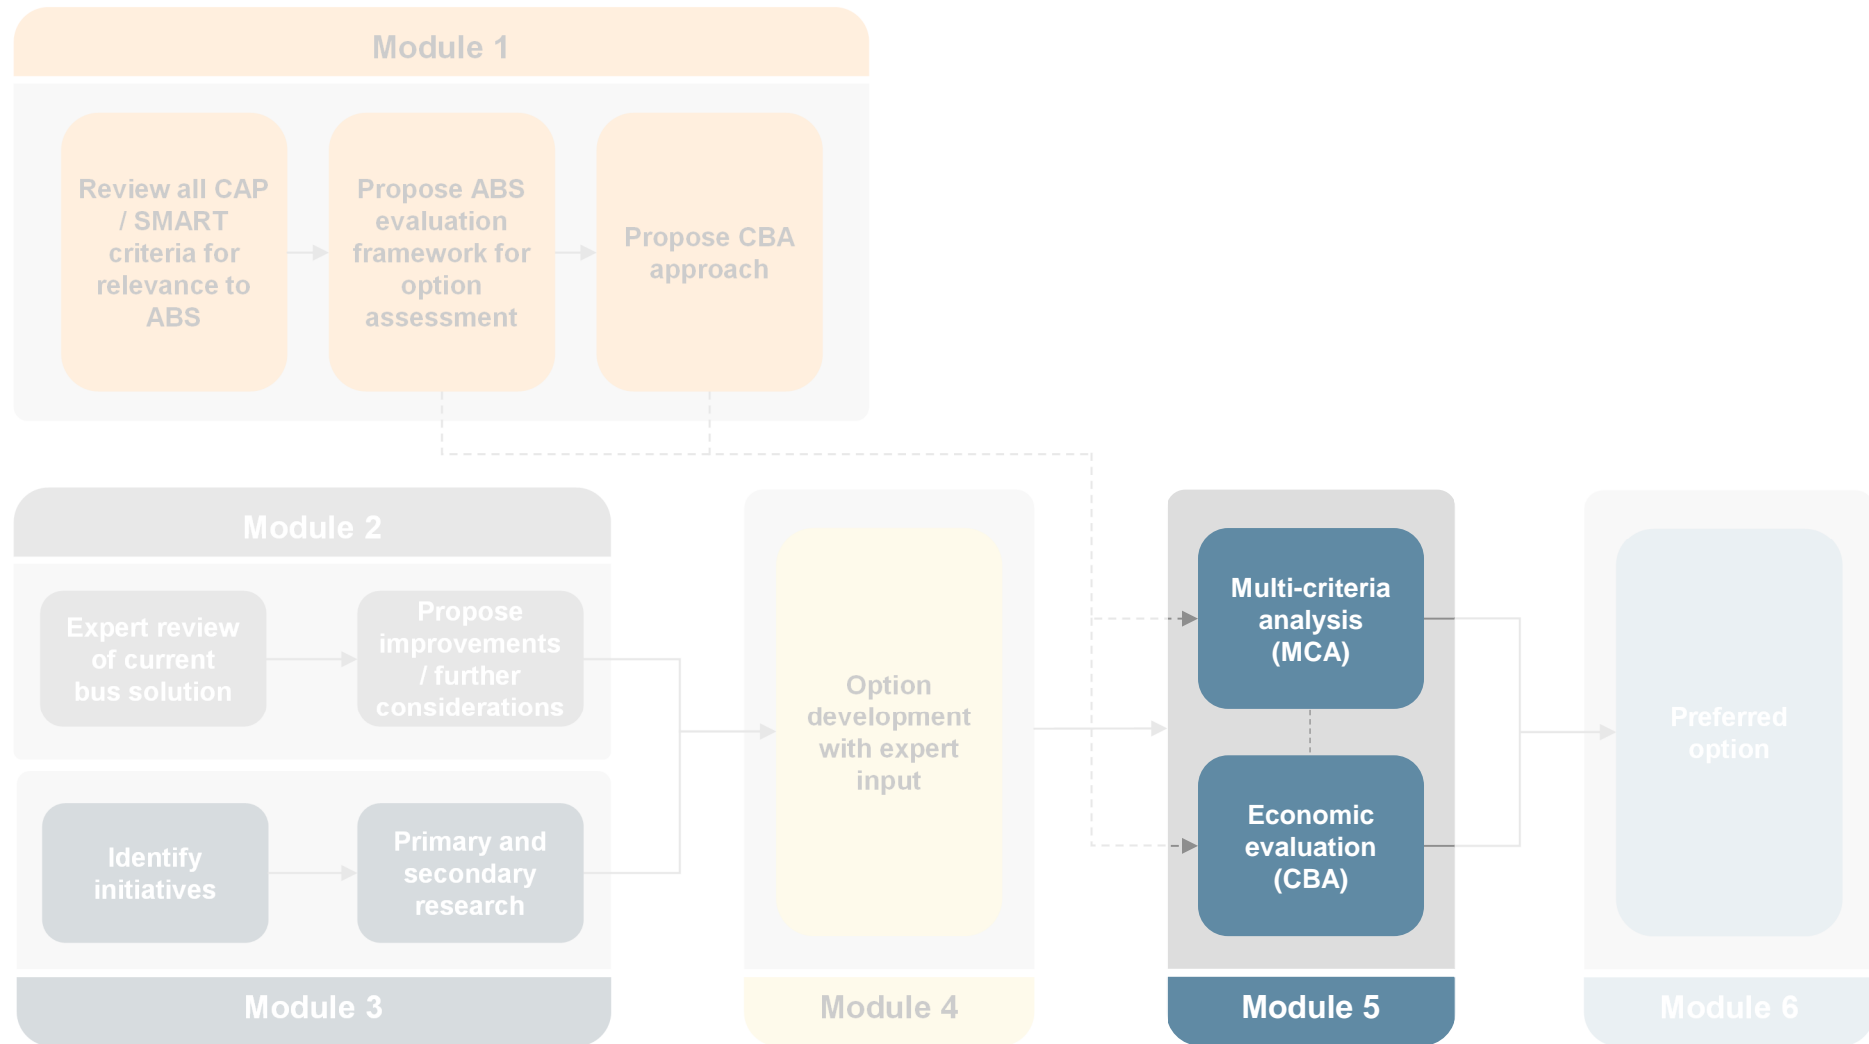 Module 1
Review all CAP
/ SMART
criteria for
relevance to
ABS
Propose ABS
evaluation
framework for
option
assessment
Propose CBA
approach
Module 2
Expert review
of current
bus solution
Propose
improvements
/ further
considerations
Identify
initiatives
Primary and
secondary
research
Module 3
Option
development
with expert
input
Module 4
Multi-criteria
analysis
(MCA)
Economic
evaluation
(CBA)
Module 5
Preferred
option
Module 6